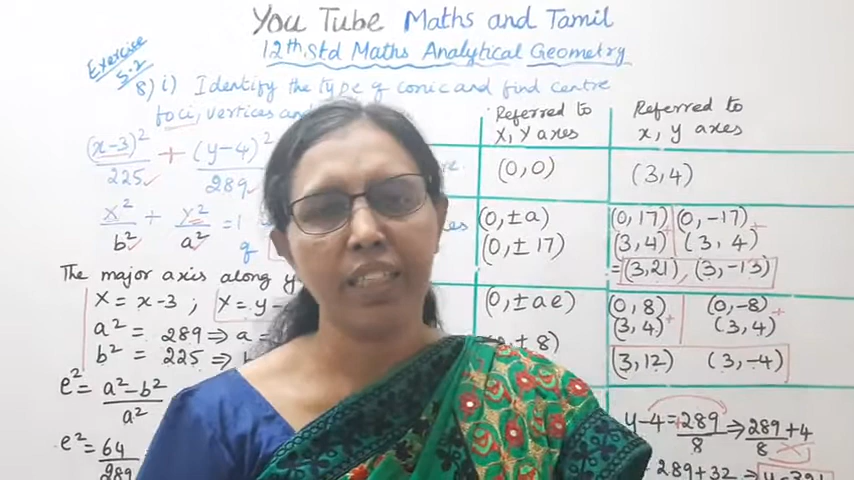 You Tube Maths and Tamil
12th Std Maths Analytical Geometry
Exercise 5.2
8) i) Identify the type of conic and find centre
foci, vertices and
(x-3)²/225 + (y-4)²/289
x²/b² + y²/a² = 1
The major axis along y
X = x-3 ; Y = y-
a² = 289 ⇒ a =
b² = 225 ⇒ b
e² = (a²-b²)/a²
e² = 64/289
Referred to X, Y axes
Referred to x, y axes
(0,0) (3,4)
(0, ±a) (0, 17) (0, -17)
(0, ±17) (3,4) (3, 4)
= (3,21), (3, -13)
(0, ±ae) (0, 8) (0, -8)
± 8) (3, 4) (3, 4)
(3, 12) (3, -4)
y-4 = 289/8 ⇒ 289/8 + 4
289+32